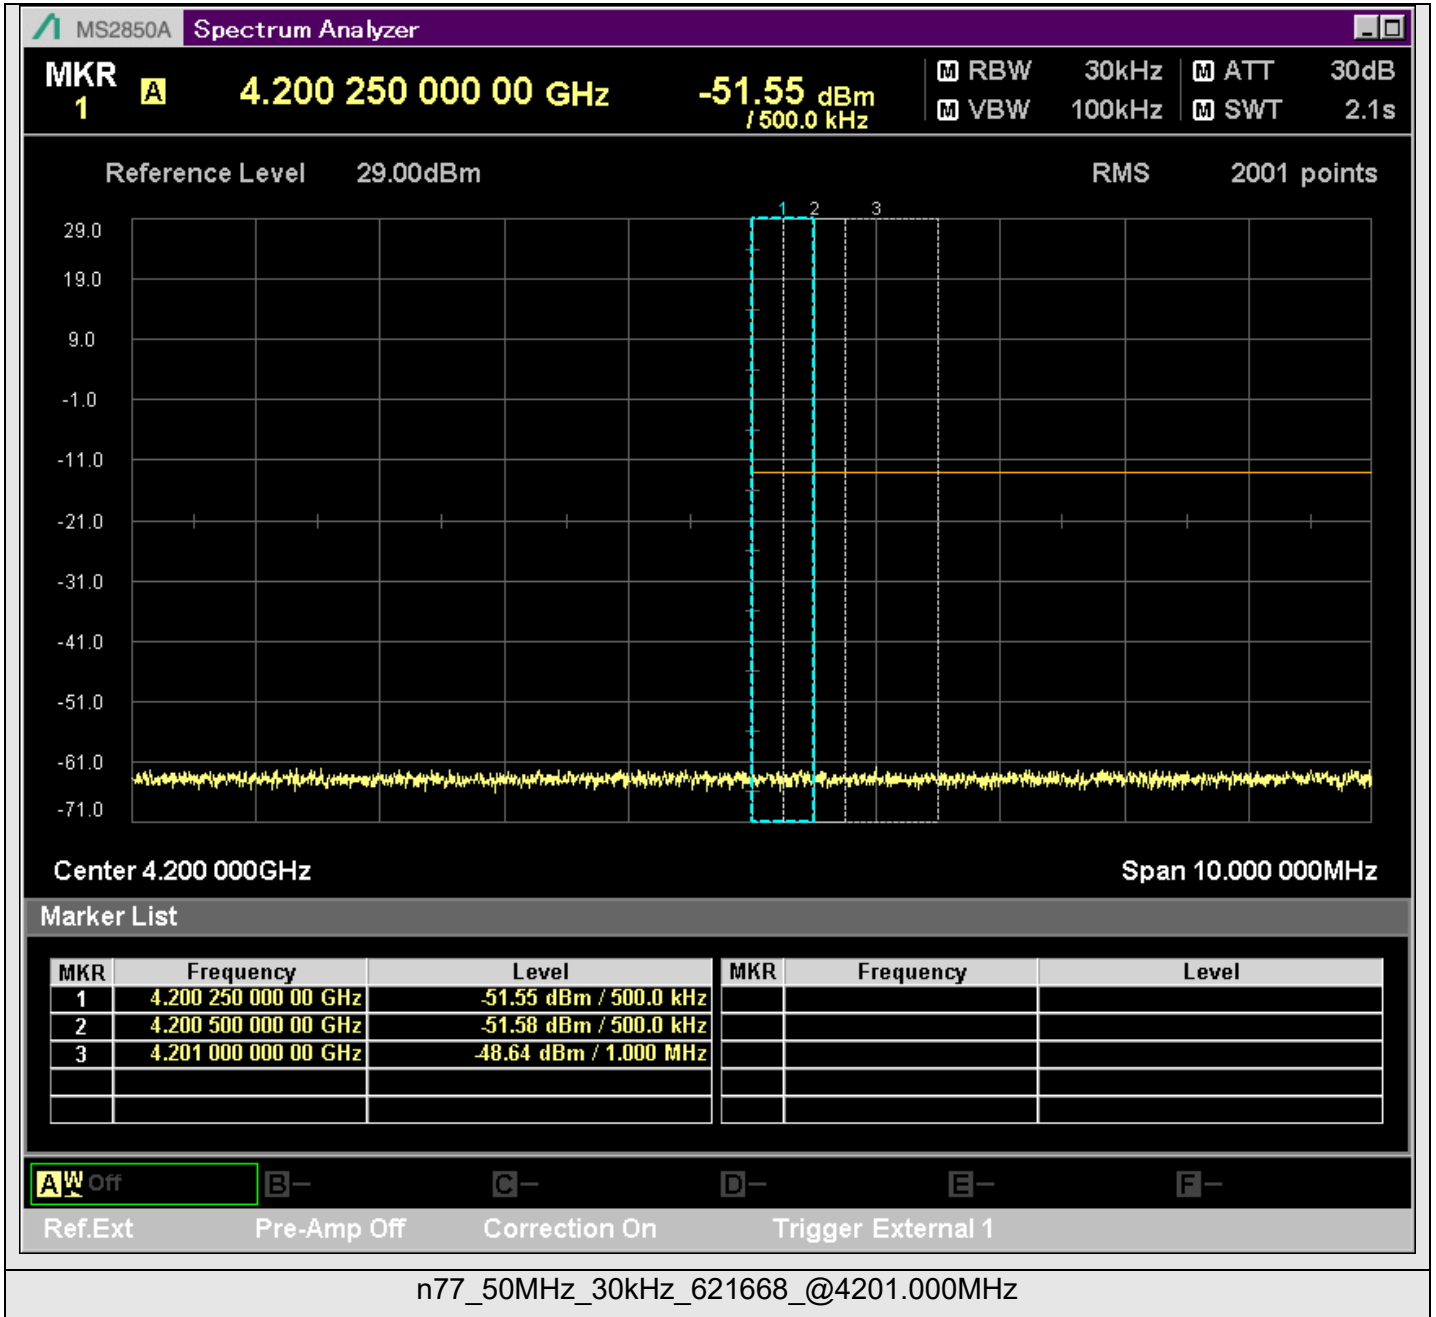 MS2850A Spectrum Analyzer
MKR 1 A 4.200 250 000 00 GHz -51.55 dBm / 500.0 kHz
M RBW 30kHz M ATT 30dB
M VBW 100kHz M SWT 2.1s
Reference Level 29.00dBm RMS 2001 points
1 2 3
29.0
19.0
9.0
-1.0
-11.0
-21.0
-31.0
-41.0
-51.0
-61.0
-71.0
Center 4.200 000GHz Span 10.000 000MHz
Marker List
MKR Frequency Level MKR Frequency Level
1 4.200 250 000 00 GHz -51.55 dBm / 500.0 kHz
2 4.200 500 000 00 GHz -51.58 dBm / 500.0 kHz
3 4.201 000 000 00 GHz -48.64 dBm / 1.000 MHz
A W Off B – C – D – E – F –
Ref.Ext Pre-Amp Off Correction On Trigger External 1
n77_50MHz_30kHz_621668_@4201.000MHz